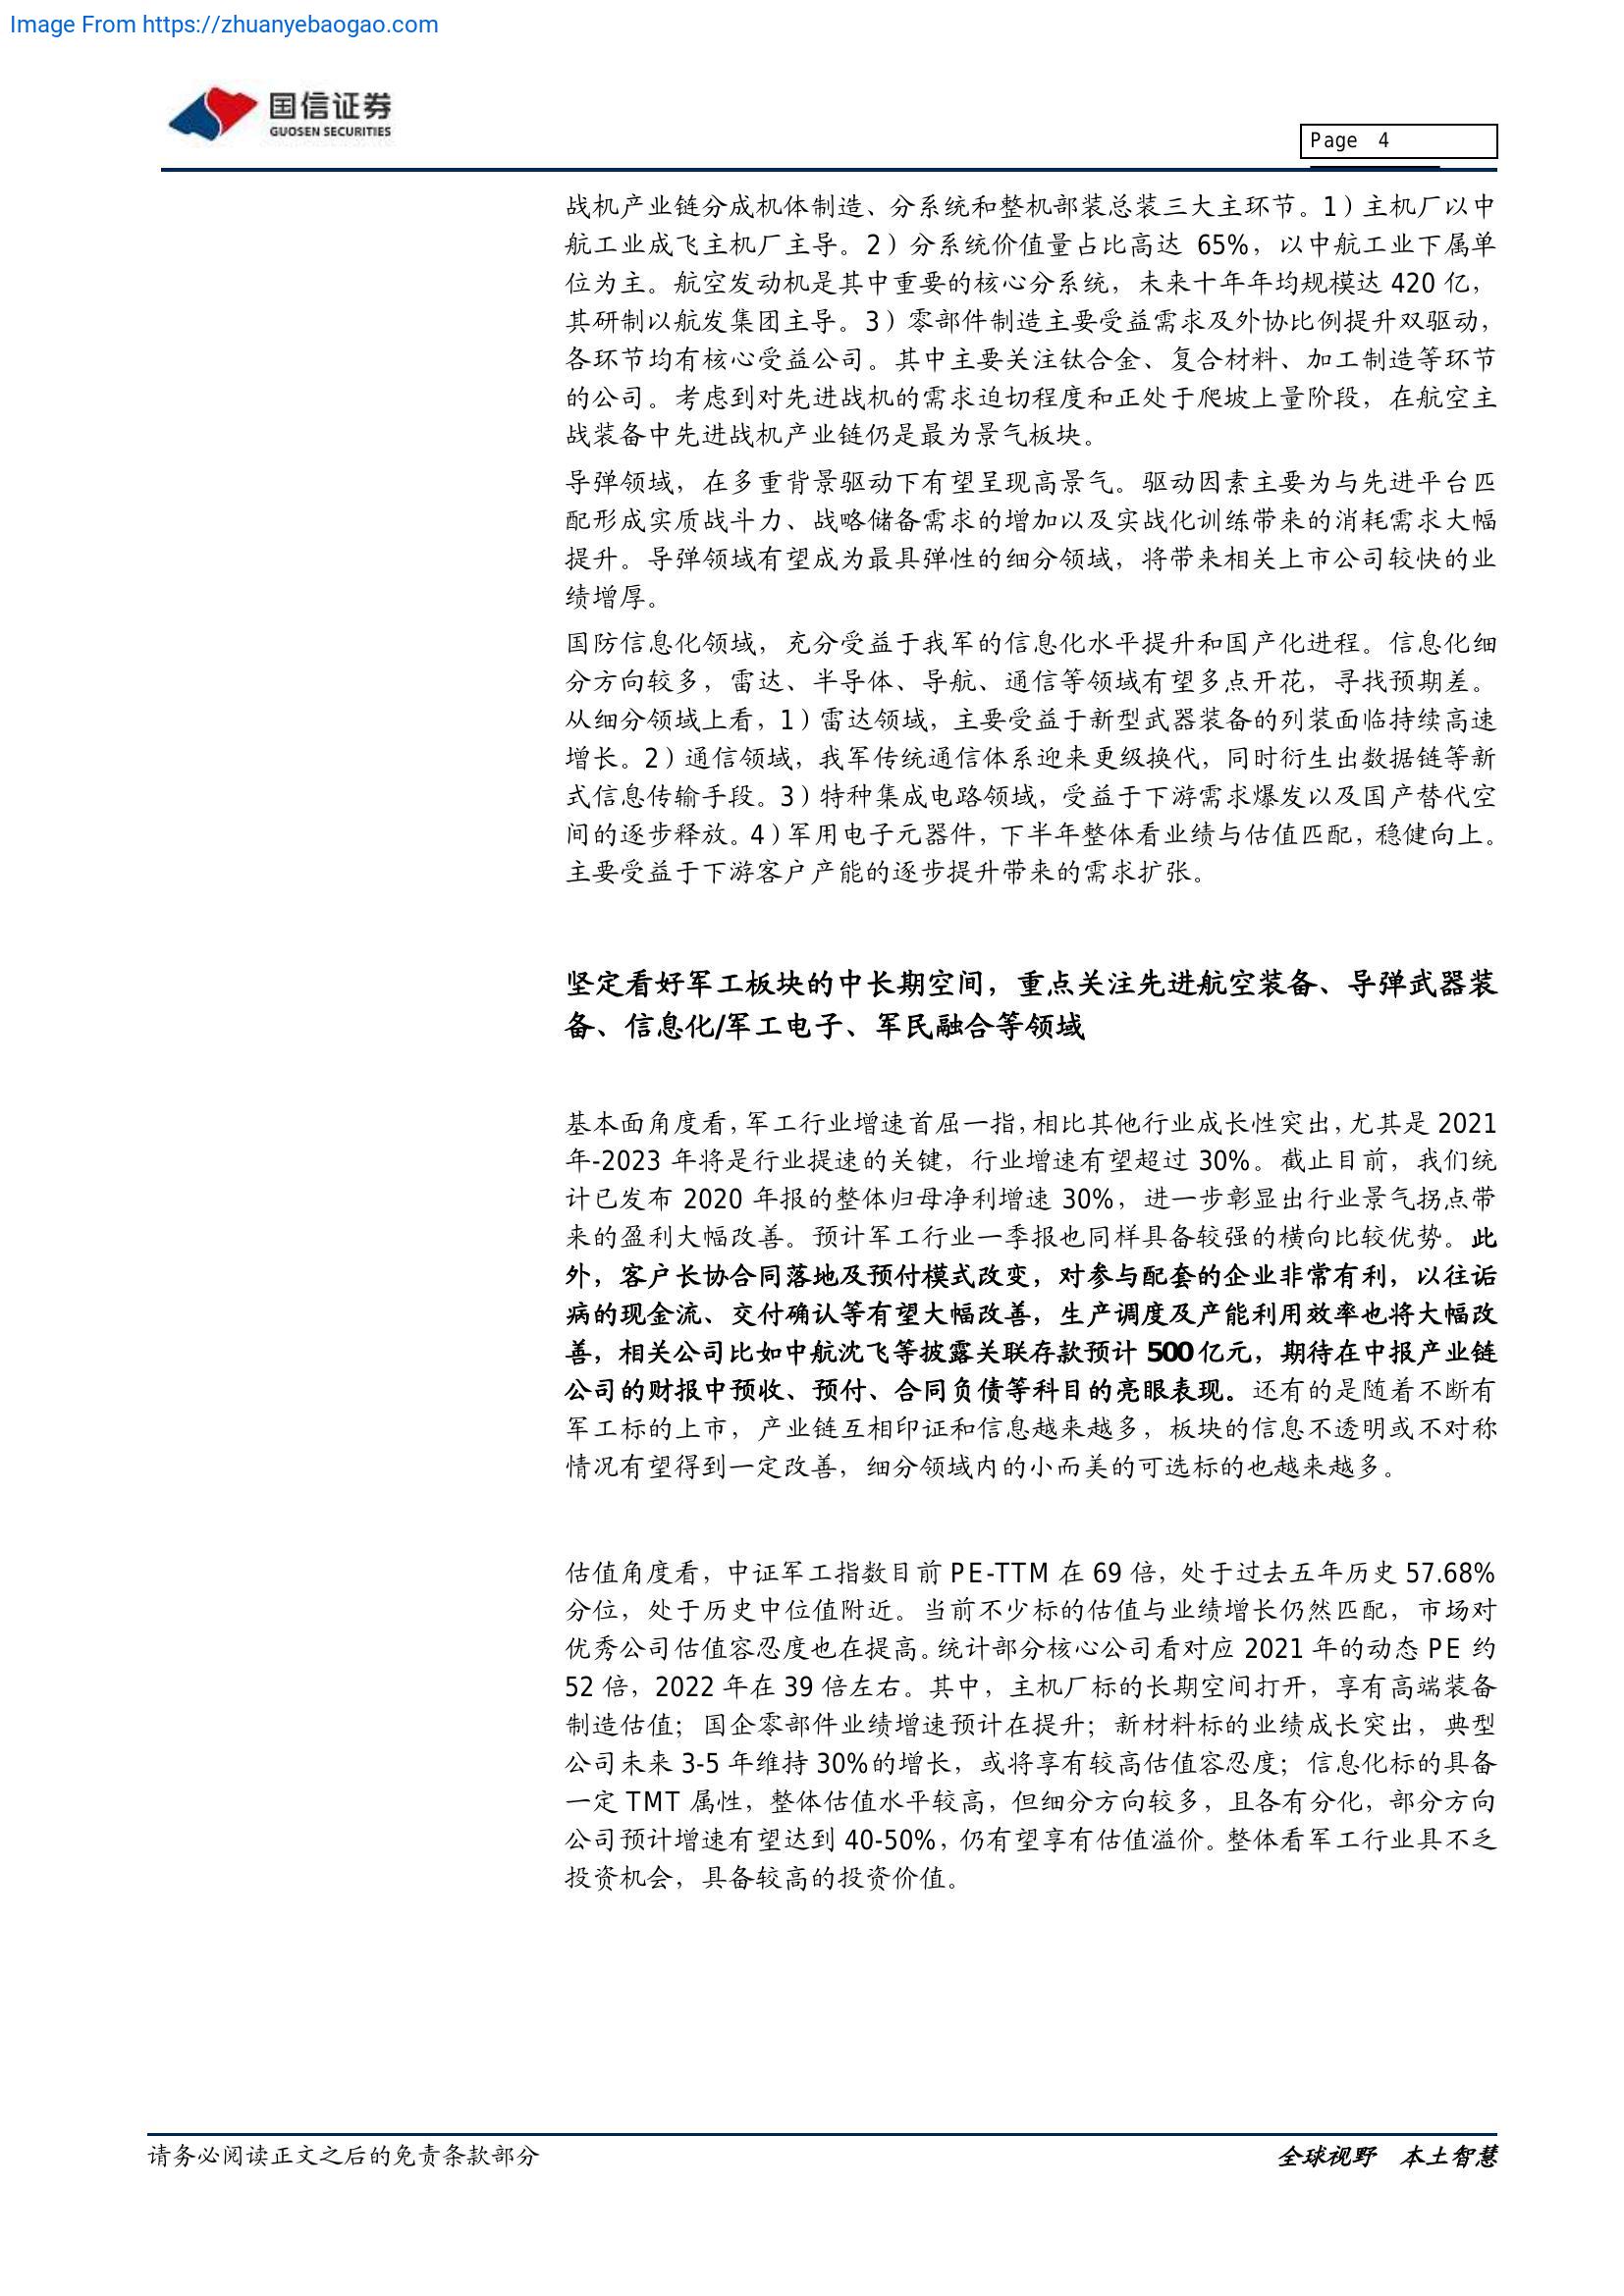 Image From https://zhuanyebaogao.com
国信证券
GUOSEN SECURITIES
Page 4
战机产业链分成机体制造、分系统和整机部装总装三大主环节。1）主机厂以中
航工业成飞主机厂主导。2）分系统价值量占比高达 65%，以中航工业下属单
位为主。航空发动机是其中重要的核心分系统，未来十年年均规模达 420 亿，
其研制以航发集团主导。3）零部件制造主要受益需求及外协比例提升双驱动，
各环节均有核心受益公司。其中主要关注钛合金、复合材料、加工制造等环节
的公司。考虑到对先进战机的需求迫切程度和正处于爬坡上量阶段，在航空主
战装备中先进战机产业链仍是最为景气板块。
导弹领域，在多重背景驱动下有望呈现高景气。驱动因素主要为与先进平台匹
配形成实质战斗力、战略储备需求的增加以及实战化训练带来的消耗需求大幅
提升。导弹领域有望成为最具弹性的细分领域，将带来相关上市公司较快的业
绩增厚。
国防信息化领域，充分受益于我军的信息化水平提升和国产化进程。信息化细
分方向较多，雷达、半导体、导航、通信等领域有望多点开花，寻找预期差。
从细分领域上看，1）雷达领域，主要受益于新型武器装备的列装面临持续高速
增长。2）通信领域，我军传统通信体系迎来更级换代，同时衍生出数据链等新
式信息传输手段。3）特种集成电路领域，受益于下游需求爆发以及国产替代空
间的逐步释放。4）军用电子元器件，下半年整体看业绩与估值匹配，稳健向上。
主要受益于下游客户产能的逐步提升带来的需求扩张。
坚定看好军工板块的中长期空间，重点关注先进航空装备、导弹武器装
备、信息化/军工电子、军民融合等领域
基本面角度看，军工行业增速首屈一指，相比其他行业成长性突出，尤其是 2021
年-2023 年将是行业提速的关键，行业增速有望超过 30%。截止目前，我们统
计已发布 2020 年报的整体归母净利增速 30%，进一步彰显出行业景气拐点带
来的盈利大幅改善。预计军工行业一季报也同样具备较强的横向比较优势。此
外，客户长协合同落地及预付模式改变，对参与配套的企业非常有利，以往诟
病的现金流、交付确认等有望大幅改善，生产调度及产能利用效率也将大幅改
善，相关公司比如中航沈飞等披露关联存款预计 500 亿元，期待在中报产业链
公司的财报中预收、预付、合同负债等科目的亮眼表现。还有的是随着不断有
军工标的上市，产业链互相印证和信息越来越多，板块的信息不透明或不对称
情况有望得到一定改善，细分领域内的小而美的可选标的也越来越多。
估值角度看，中证军工指数目前 PE-TTM 在 69 倍，处于过去五年历史 57.68%
分位，处于历史中位值附近。当前不少标的估值与业绩增长仍然匹配，市场对
优秀公司估值容忍度也在提高。统计部分核心公司看对应 2021 年的动态 PE 约
52 倍，2022 年在 39 倍左右。其中，主机厂标的长期空间打开，享有高端装备
制造估值；国企零部件业绩增速预计在提升；新材料标的业绩成长突出，典型
公司未来 3-5 年维持 30%的增长，或将享有较高估值容忍度；信息化标的具备
一定 TMT 属性，整体估值水平较高，但细分方向较多，且各有分化，部分方向
公司预计增速有望达到 40-50%，仍有望享有估值溢价。整体看军工行业具不乏
投资机会，具备较高的投资价值。
请务必阅读正文之后的免责条款部分
全球视野 本土智慧